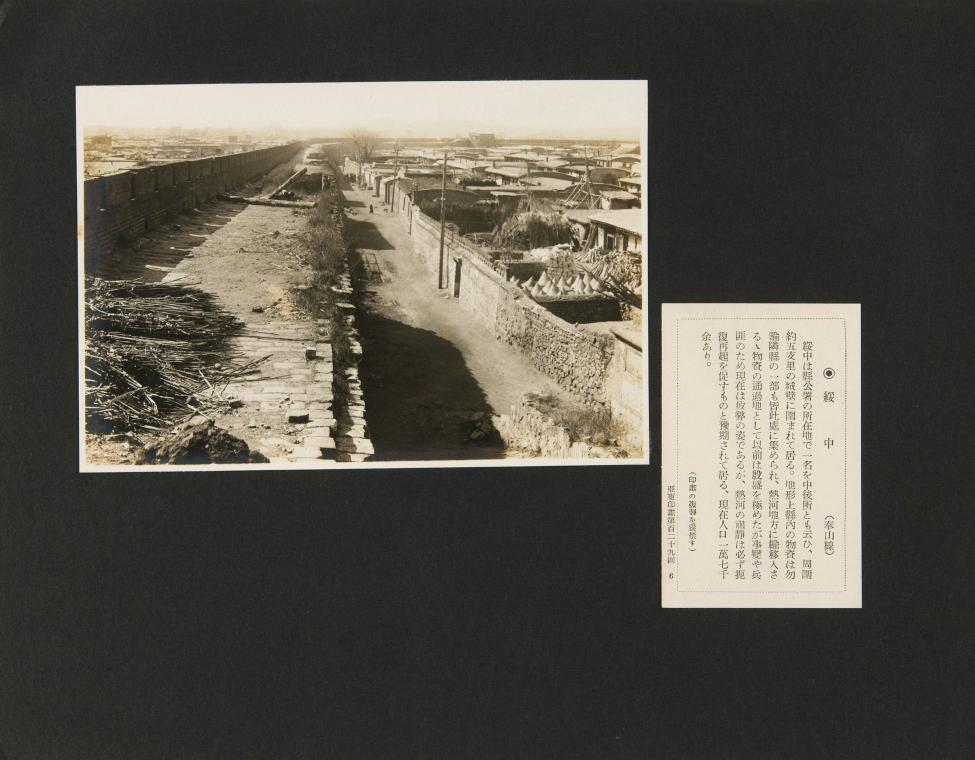 ◉綏中　（奉山線）
綏中は縣公署の所在地で一名を中後所とも云ひ、周圍
約五支里の城壁に圍まれて居る。地形上縣內の物資は勿
論隣縣の一部も皆此處に集められ、熱河地方に輸移入さ
るゝ物資の通過地として以前は殷盛を極めたが事變や兵
匪のため現在は疲弊の姿であるが、熱河の肅靜は必ず恢
復再起を促すものと豫期されて居る、現在人口一萬七千
余あり。
（印畫の複製を嚴禁す）
亞東印畫第百二十九回　6